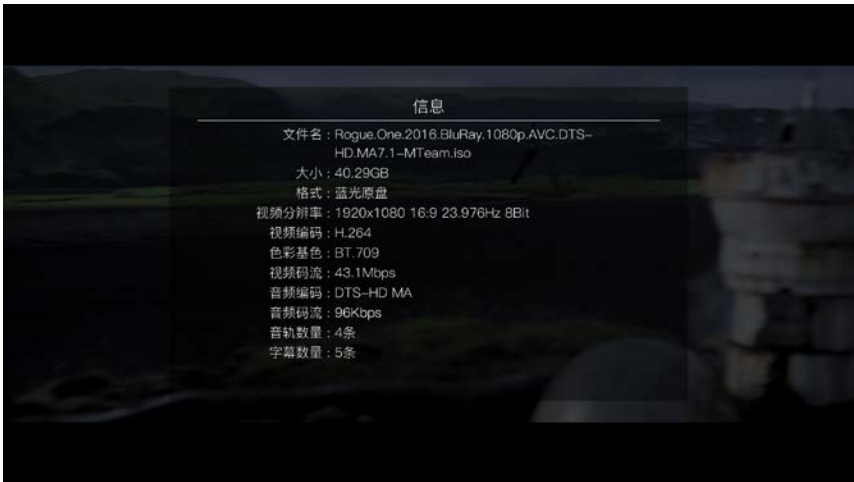 信息
文件名：Rogue.One.2016.BluRay.1080p.AVC.DTS-
HD.MA7.1-MTeam.iso
大小：40.29GB
格式：蓝光原盘
视频分辨率：1920x1080 16:9 23.976Hz 8Bit
视频编码：H.264
色彩基色：BT.709
视频码流：43.1Mbps
音频编码：DTS-HD MA
音频码流：96Kbps
音轨数量：4条
字幕数量：5条